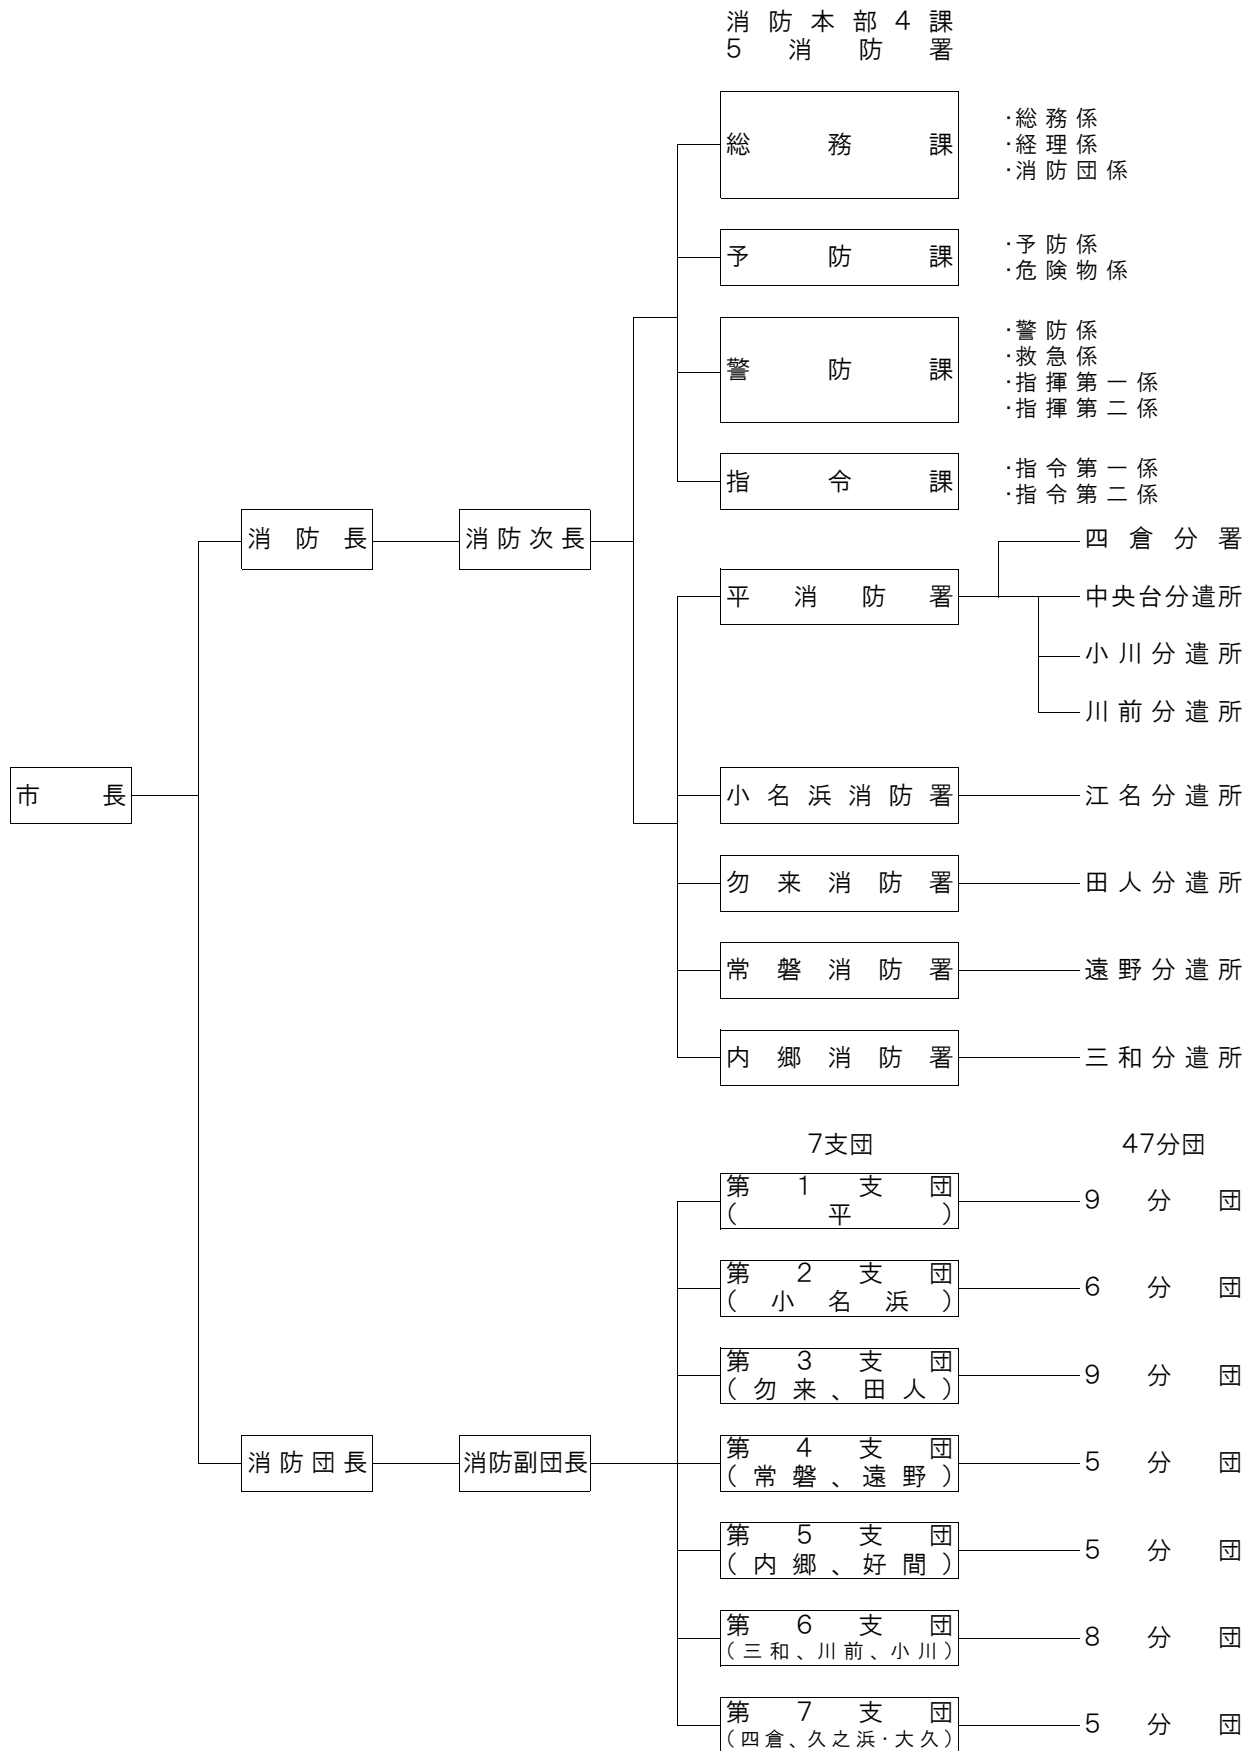 消防本部4課
5消防署
総務課
・総務係
・経理係
・消防団係
予防課
・予防係
・危険物係
警防課
・警防係
・救急係
・指揮第一係
・指揮第二係
指令課
・指令第一係
・指令第二係
消防長
消防次長
四倉分署
平消防署
中央台分遣所
小川分遣所
川前分遣所
市長
小名浜消防署
江名分遣所
勿来消防署
田人分遣所
常磐消防署
遠野分遣所
内郷消防署
三和分遣所
7支団
47分団
第1支団
(平)
9分団
第2支団
(小名浜)
6分団
第3支団
(勿来、田人)
9分団
消防団長
消防副団長
第4支団
(常磐、遠野)
5分団
第5支団
(内郷、好間)
5分団
第6支団
(三和、川前、小川)
8分団
第7支団
(四倉、久之浜・大久)
5分団